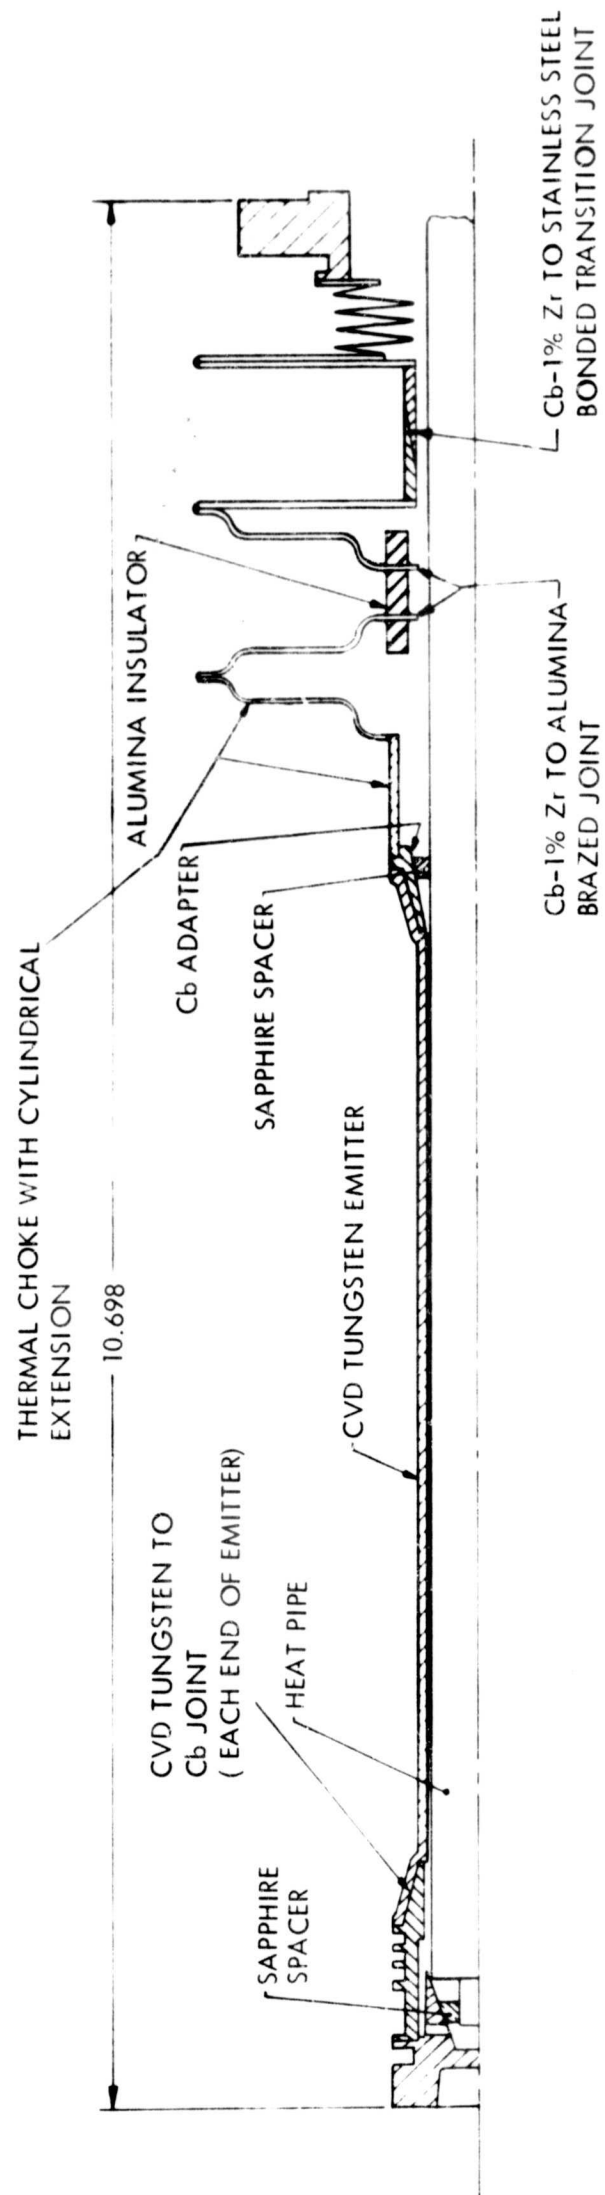 THERMAL CHOKE WITH CYLINDRICAL
EXTENSION
10.698
CVD TUNGSTEN TO
Cb JOINT
( EACH END OF EMITTER)
SAPPHIRE
SPACER
HEAT PIPE
CVD TUNGSTEN EMITTER
SAPPHIRE SPACER
Cb ADAPTER
ALUMINA INSULATOR
Cb-1% Zr TO ALUMINA
BRAZED JOINT
Cb-1% Zr TO STAINLESS STEEL
BONDED TRANSITION JOINT